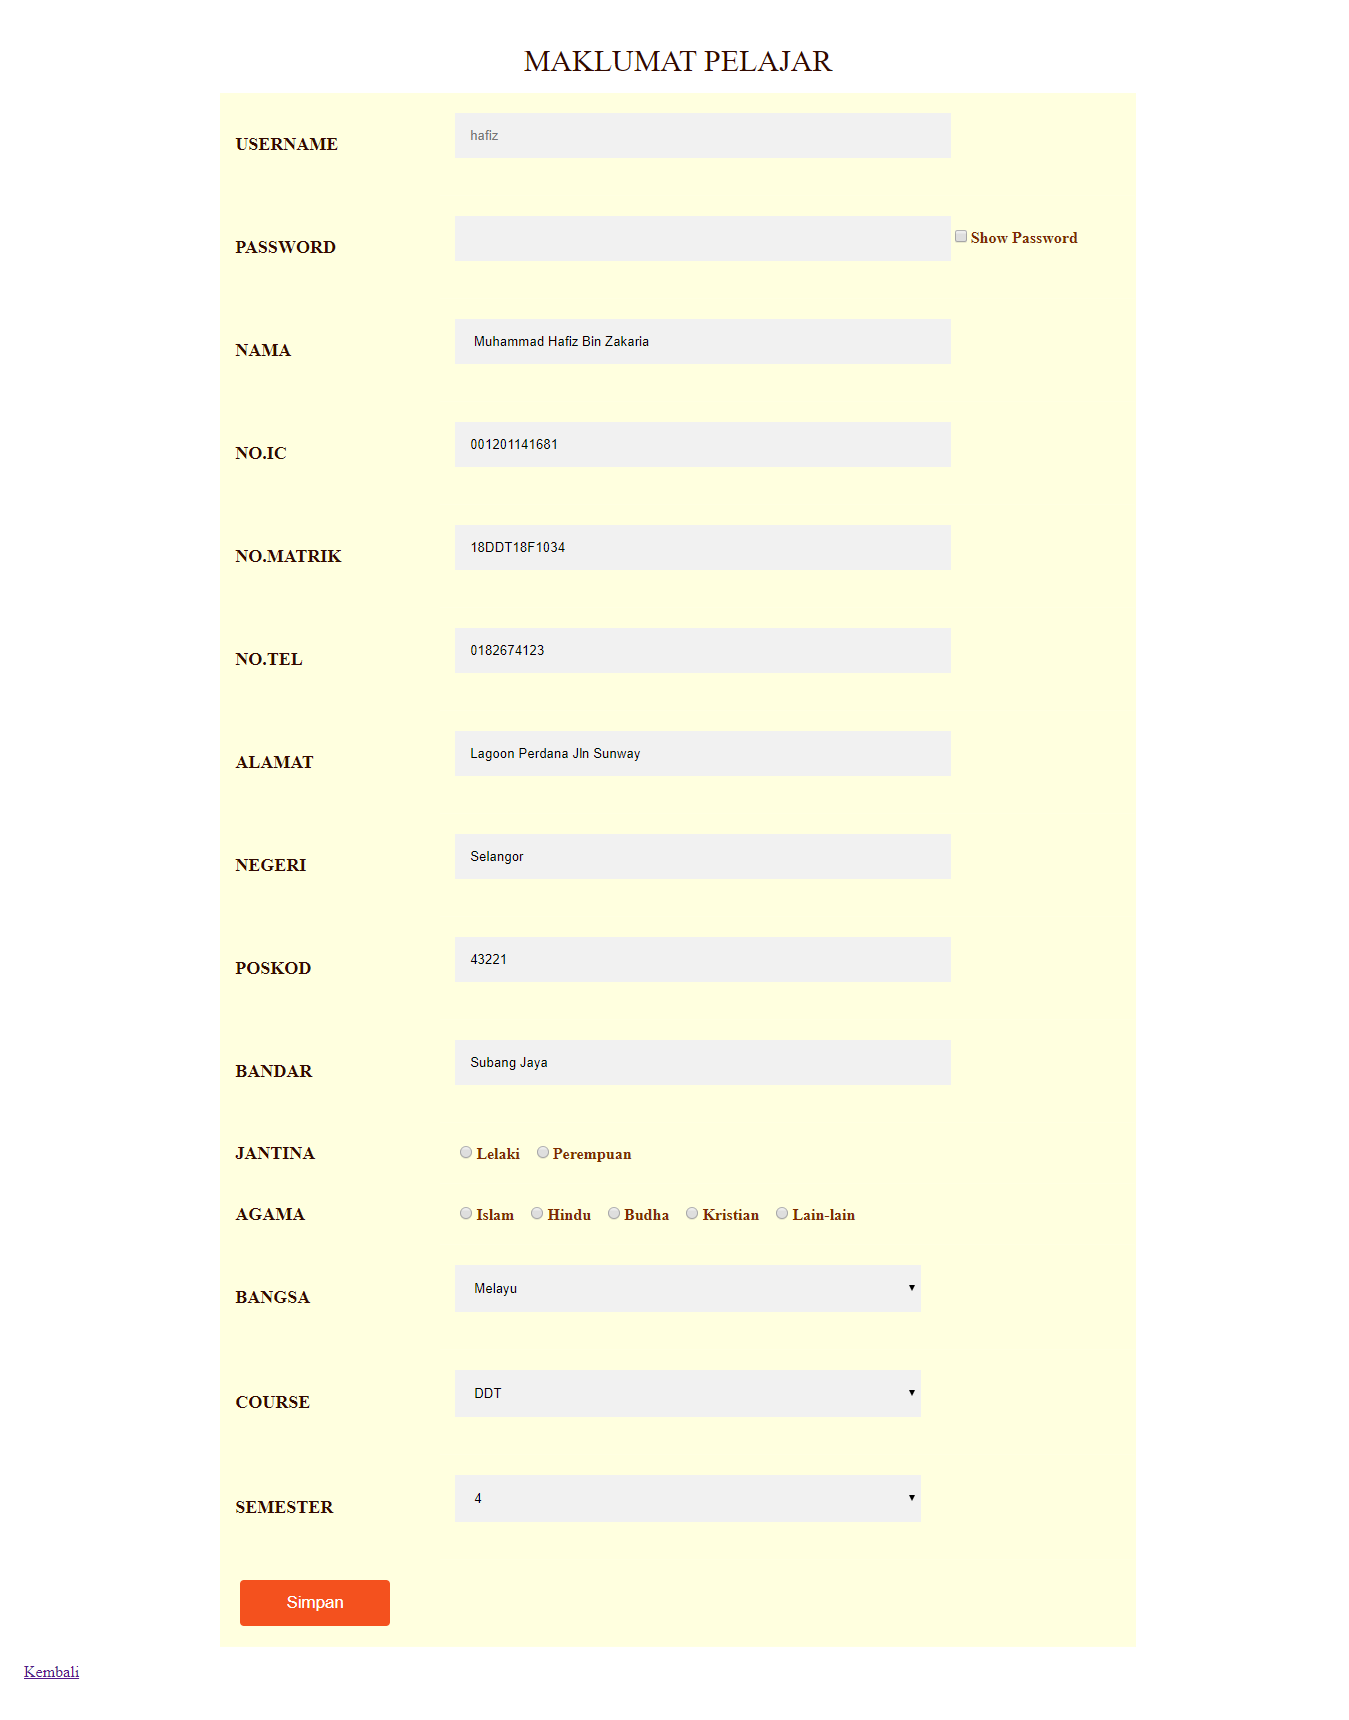 MAKLUMAT PELAJAR
USERNAME hafiz
PASSWORD Show Password
NAMA Muhammad Hafiz Bin Zakaria
NO.IC 001201141681
NO.MATRIK 18DDT18F1034
NO.TEL 0182674123
ALAMAT Lagoon Perdana Jln Sunway
NEGERI Selangor
POSKOD 43221
BANDAR Subang Jaya
JANTINA Lelaki Perempuan
AGAMA Islam Hindu Budha Kristian Lain-lain
BANGSA Melayu
COURSE DDT
SEMESTER 4
Simpan
Kembali